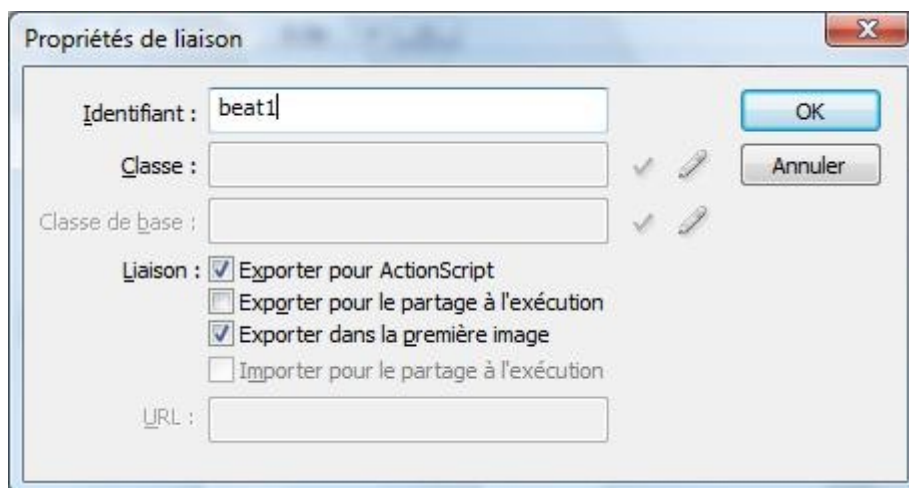 Propriétés de liaison
Identifiant : beat1
OK
Classe :
Annuler
Classe de base :
Liaison : Exporter pour ActionScript
Exporter pour le partage à l'exécution
Exporter dans la première image
Importer pour le partage à l'exécution
URL :